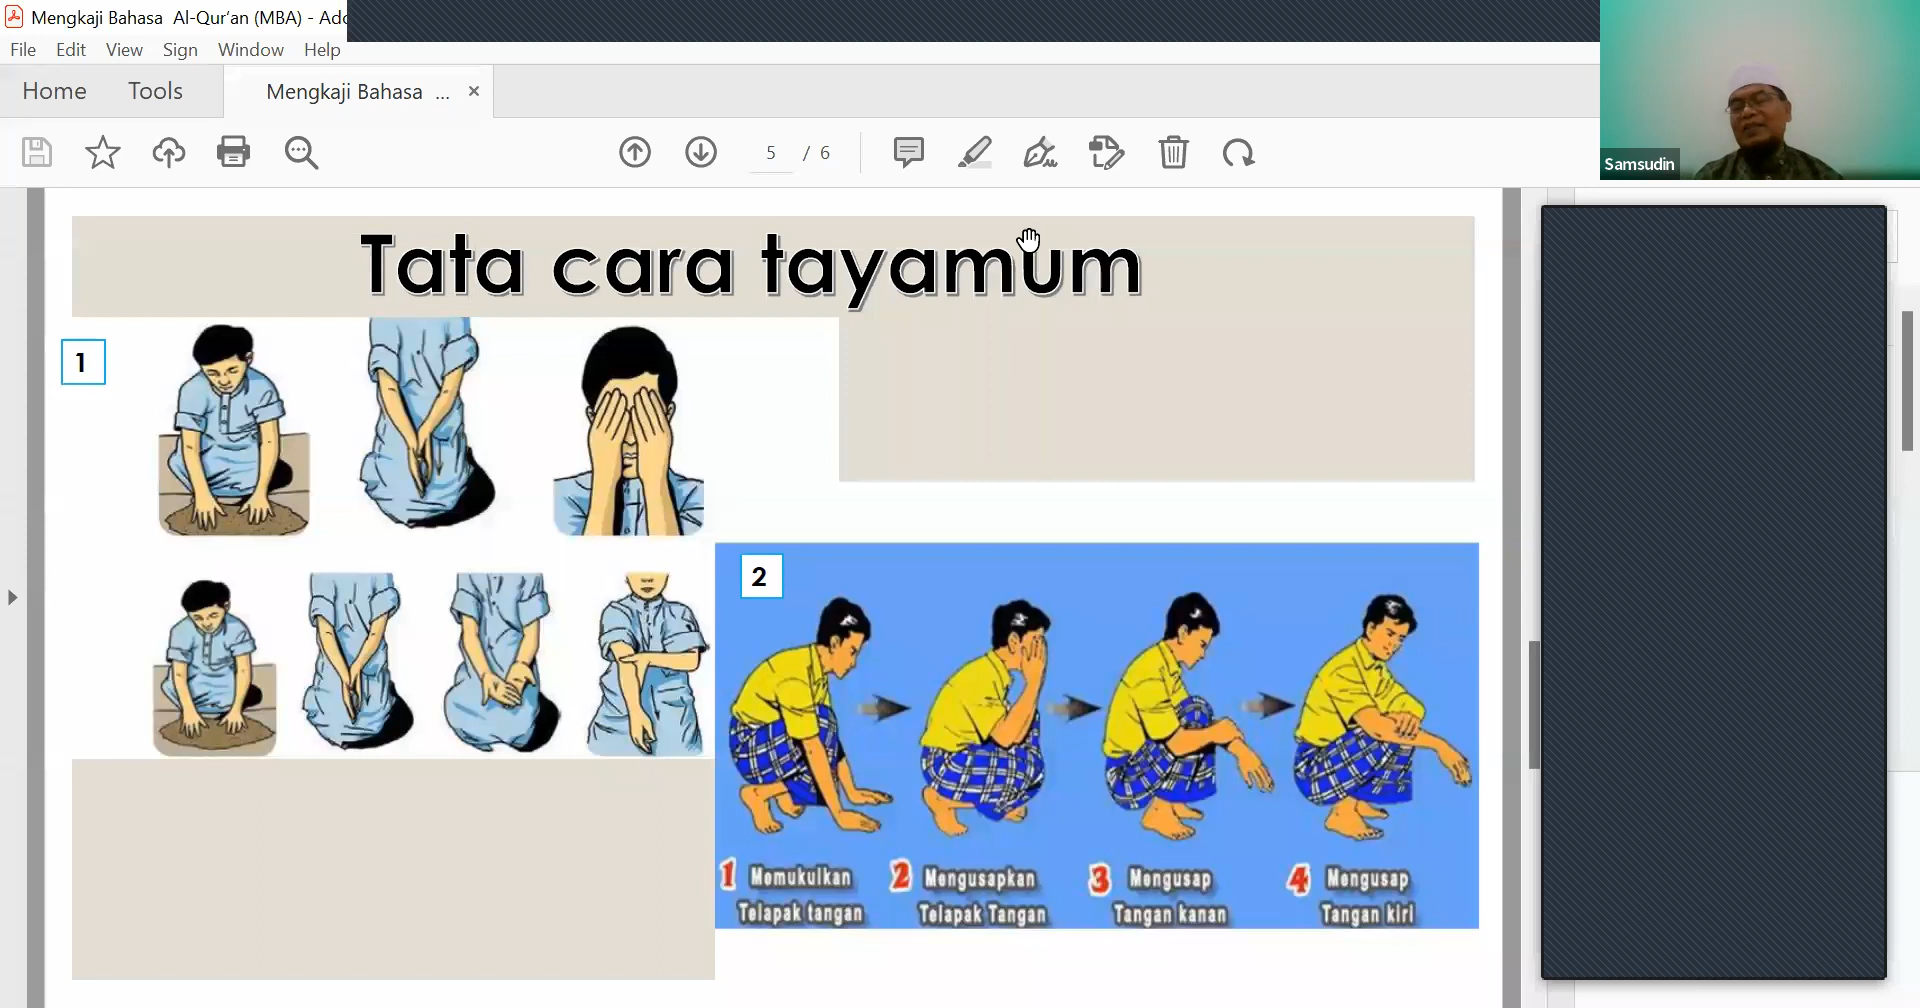 Mengkaji Bahasa Al-Qur'an (MBA) - Ado
File Edit View Sign Window Help
Home Tools Mengkaji Bahasa ... ×
5 / 6
Samsudin
Tata cara tayamum
1
2
1 Memukulkan
Telapak tangan
2 Mengusapkan
Telapak Tangan
3 Mengusap
Tangan kanan
4 Mengusap
Tangan kiri